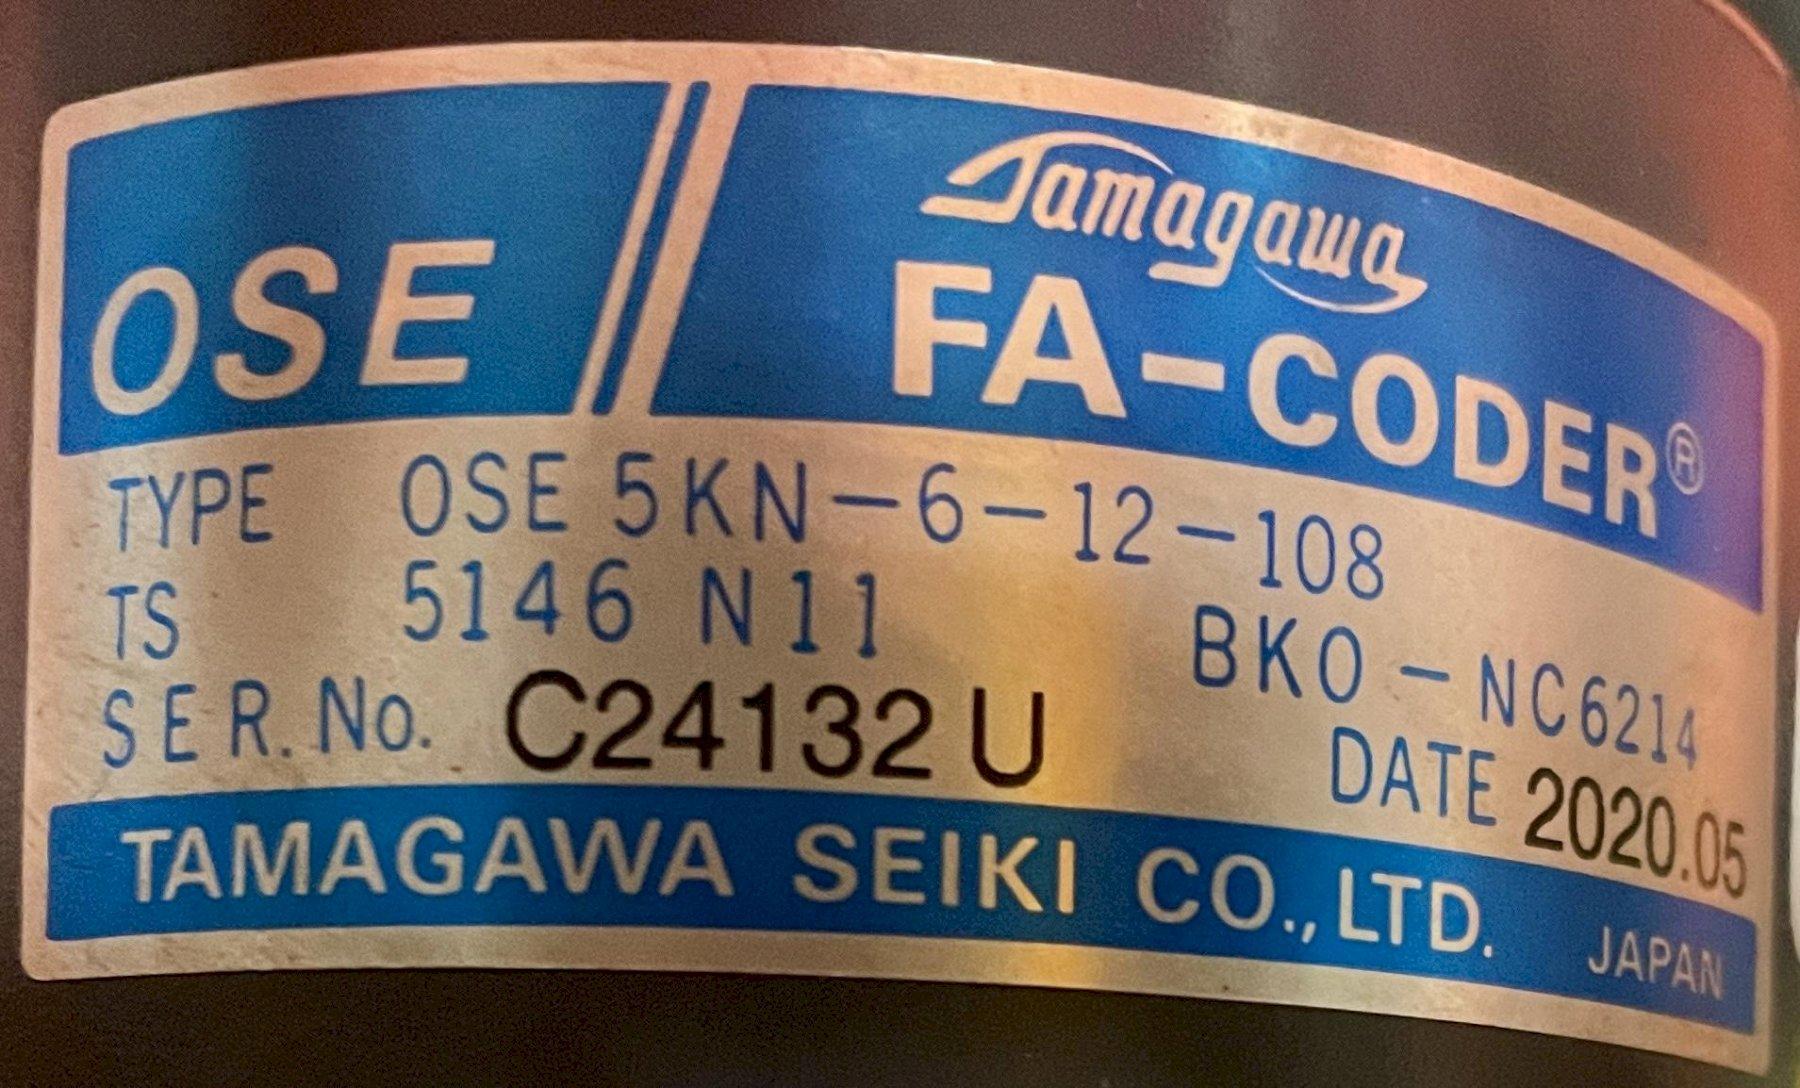 OSE
Tamagawa
FA-CODER®
TYPE OSE 5KN-6-12-108
TS 5146 N11 BKO-NC6214
SER. No. C24132 U DATE 2020.05
TAMAGAWA SEIKI CO., LTD. JAPAN